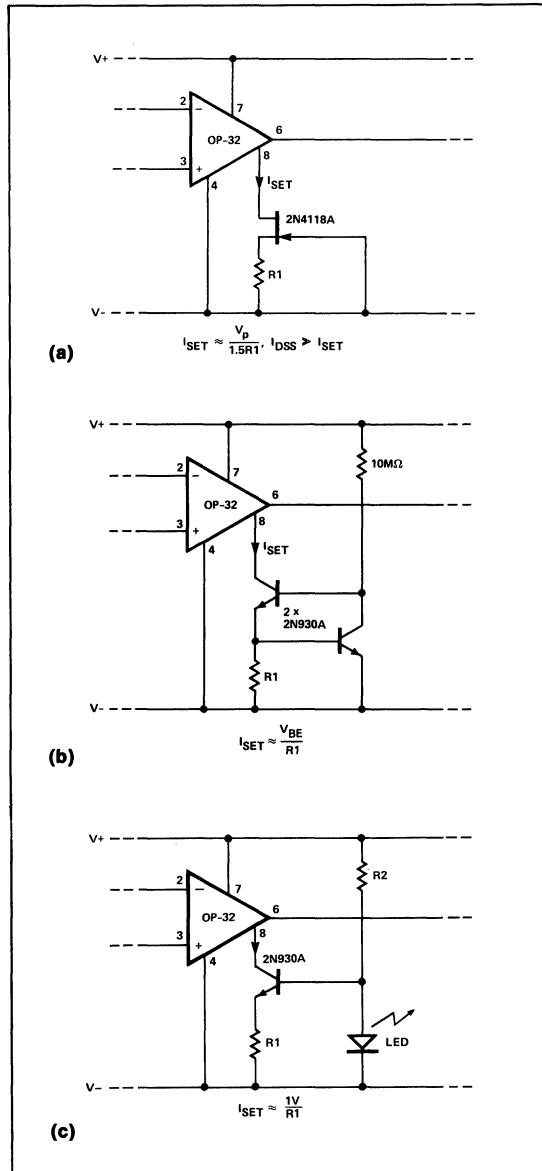 V+
2
−
7
OP-32
6
3
+
8
4
ISET
2N4118A
R1
V-
ISET ≈ Vp/1.5R1, IDSS > ISET
(a)
V+
10MΩ
2
−
7
OP-32
6
3
+
8
4
ISET
2 x
2N930A
R1
V-
ISET ≈ VBE/R1
(b)
V+
R2
2
−
7
OP-32
6
3
+
8
4
2N930A
R1
LED
V-
ISET ≈ 1V/R1
(c)